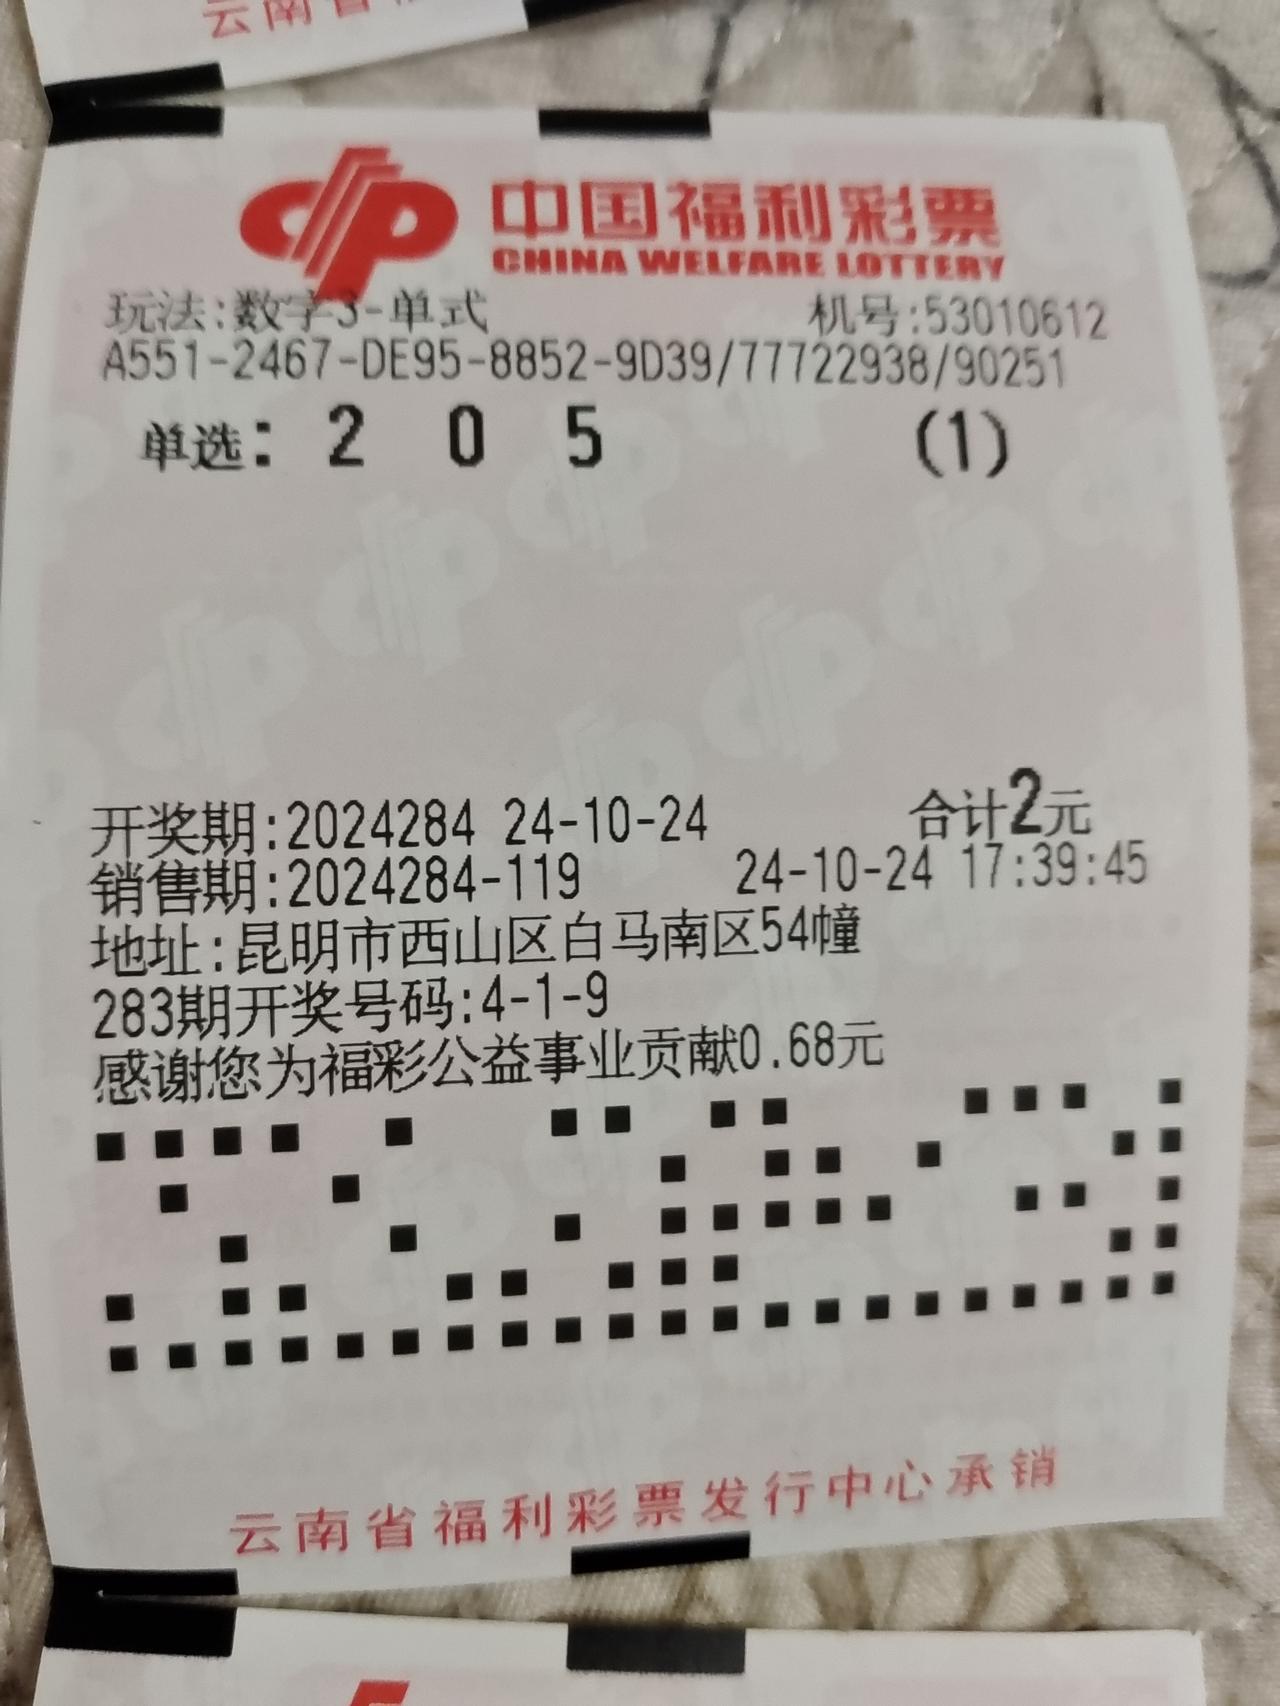 云南省福
中国福利彩票
CHINA WELFARE LOTTERY
玩法:数字3-单式 机号:53010612
A551-2467-DE95-8852-9D39/77722938/90251
单选: 2 0 5 (1)
开奖期:2024284 24-10-24 合计2元
销售期:2024284-119 24-10-24 17:39:45
地址:昆明市西山区白马南区54幢
283期开奖号码:4-1-9
感谢您为福彩公益事业贡献0.68元
云南省福利彩票发行中心承销